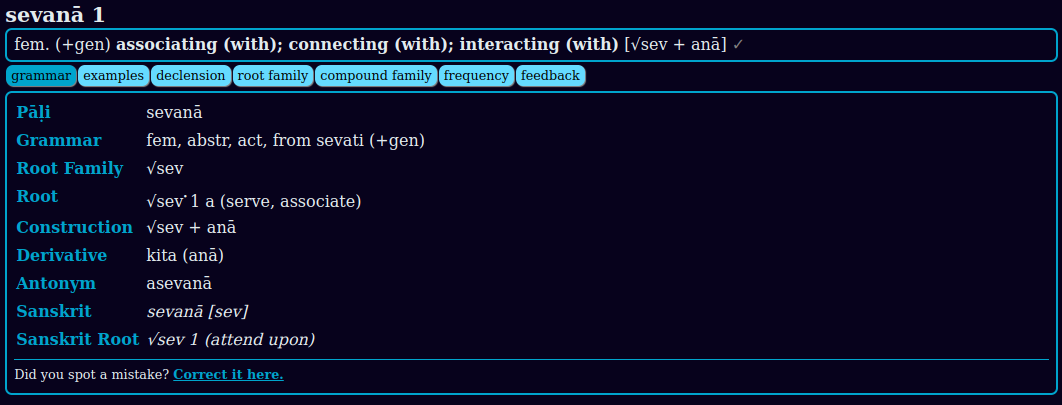 sevanā 1
fem. (+gen) associating (with); connecting (with); interacting (with) [√sev + anā] ✓
grammar examples declension root family compound family frequency feedback
Pāḷi sevanā
Grammar fem, abstr, act, from sevati (+gen)
Root Family √sev
Root √sev･1 a (serve, associate)
Construction √sev + anā
Derivative kita (anā)
Antonym asevanā
Sanskrit sevanā [sev]
Sanskrit Root √sev 1 (attend upon)
Did you spot a mistake? Correct it here.